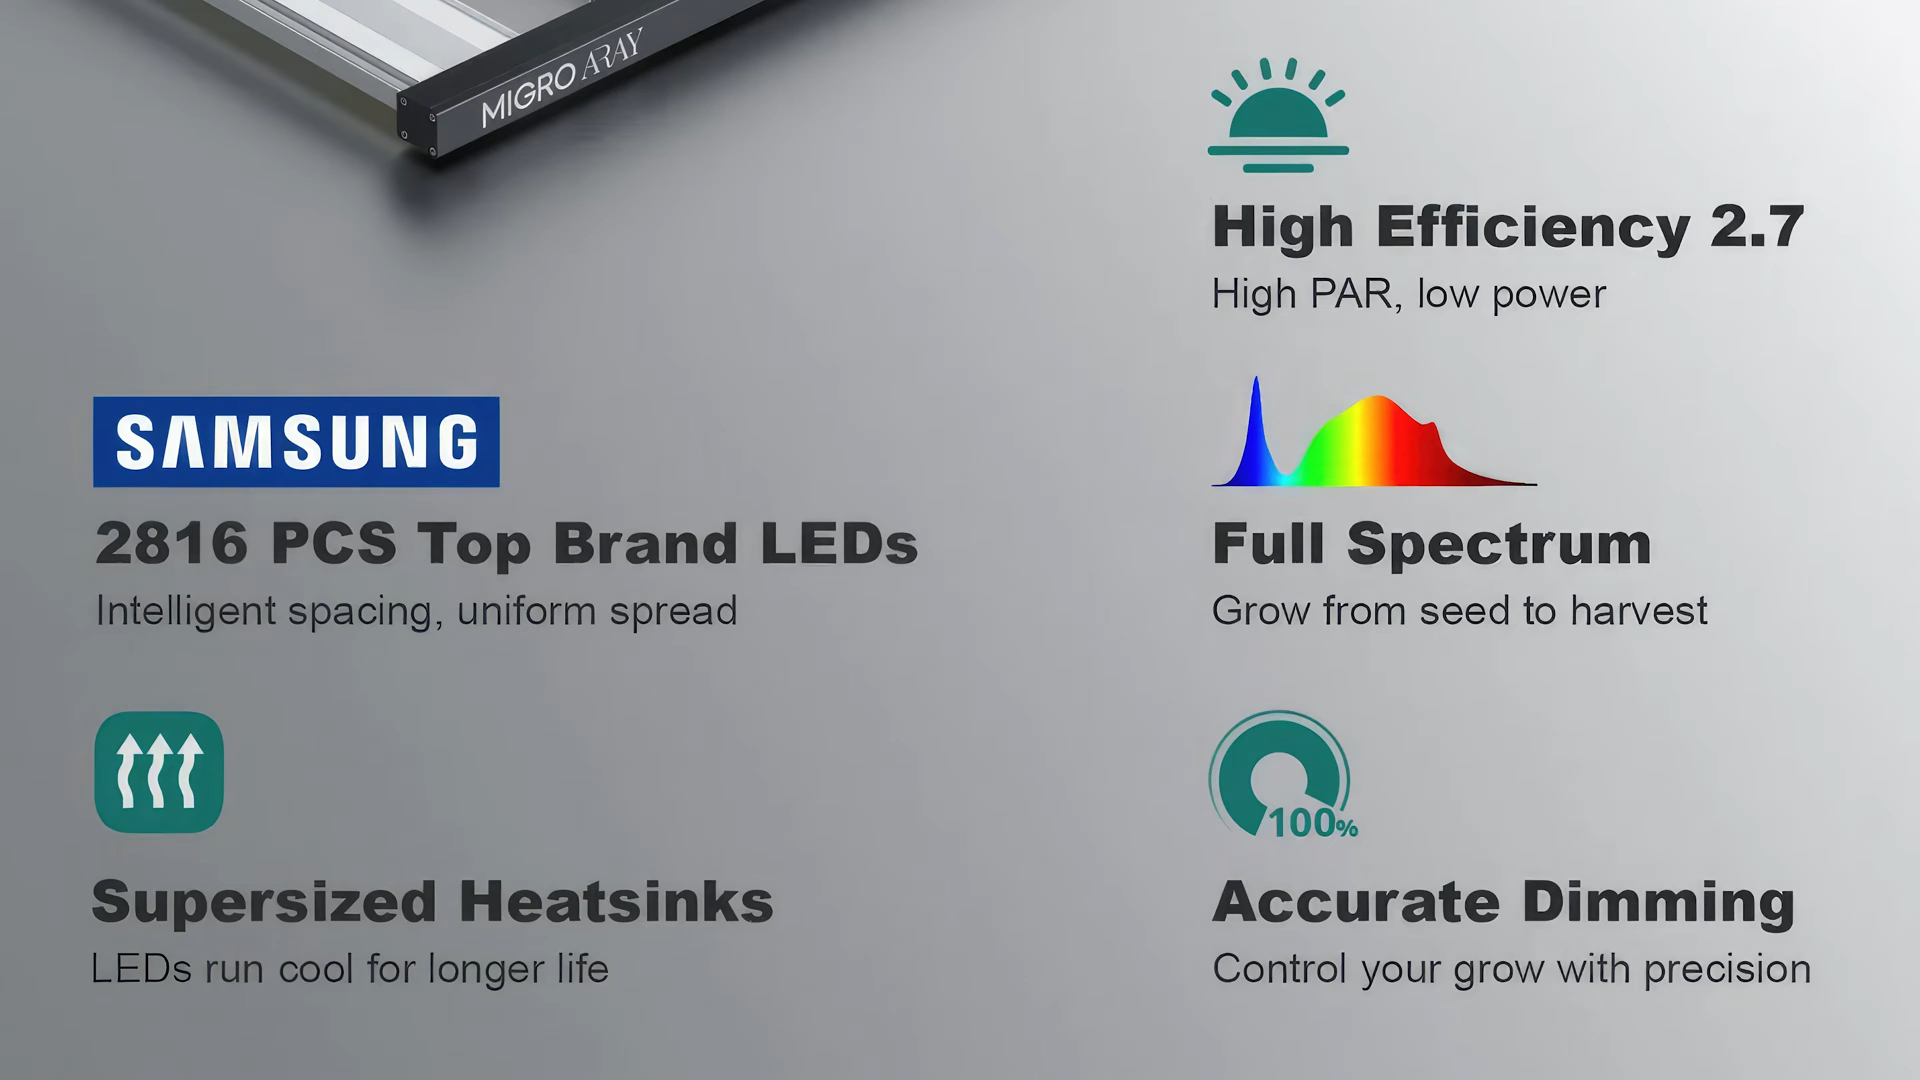 MIGRO ARAY
High Efficiency 2.7
High PAR, low power
SAMSUNG
2816 PCS Top Brand LEDs
Intelligent spacing, uniform spread
Full Spectrum
Grow from seed to harvest
Supersized Heatsinks
LEDs run cool for longer life
100%
Accurate Dimming
Control your grow with precision